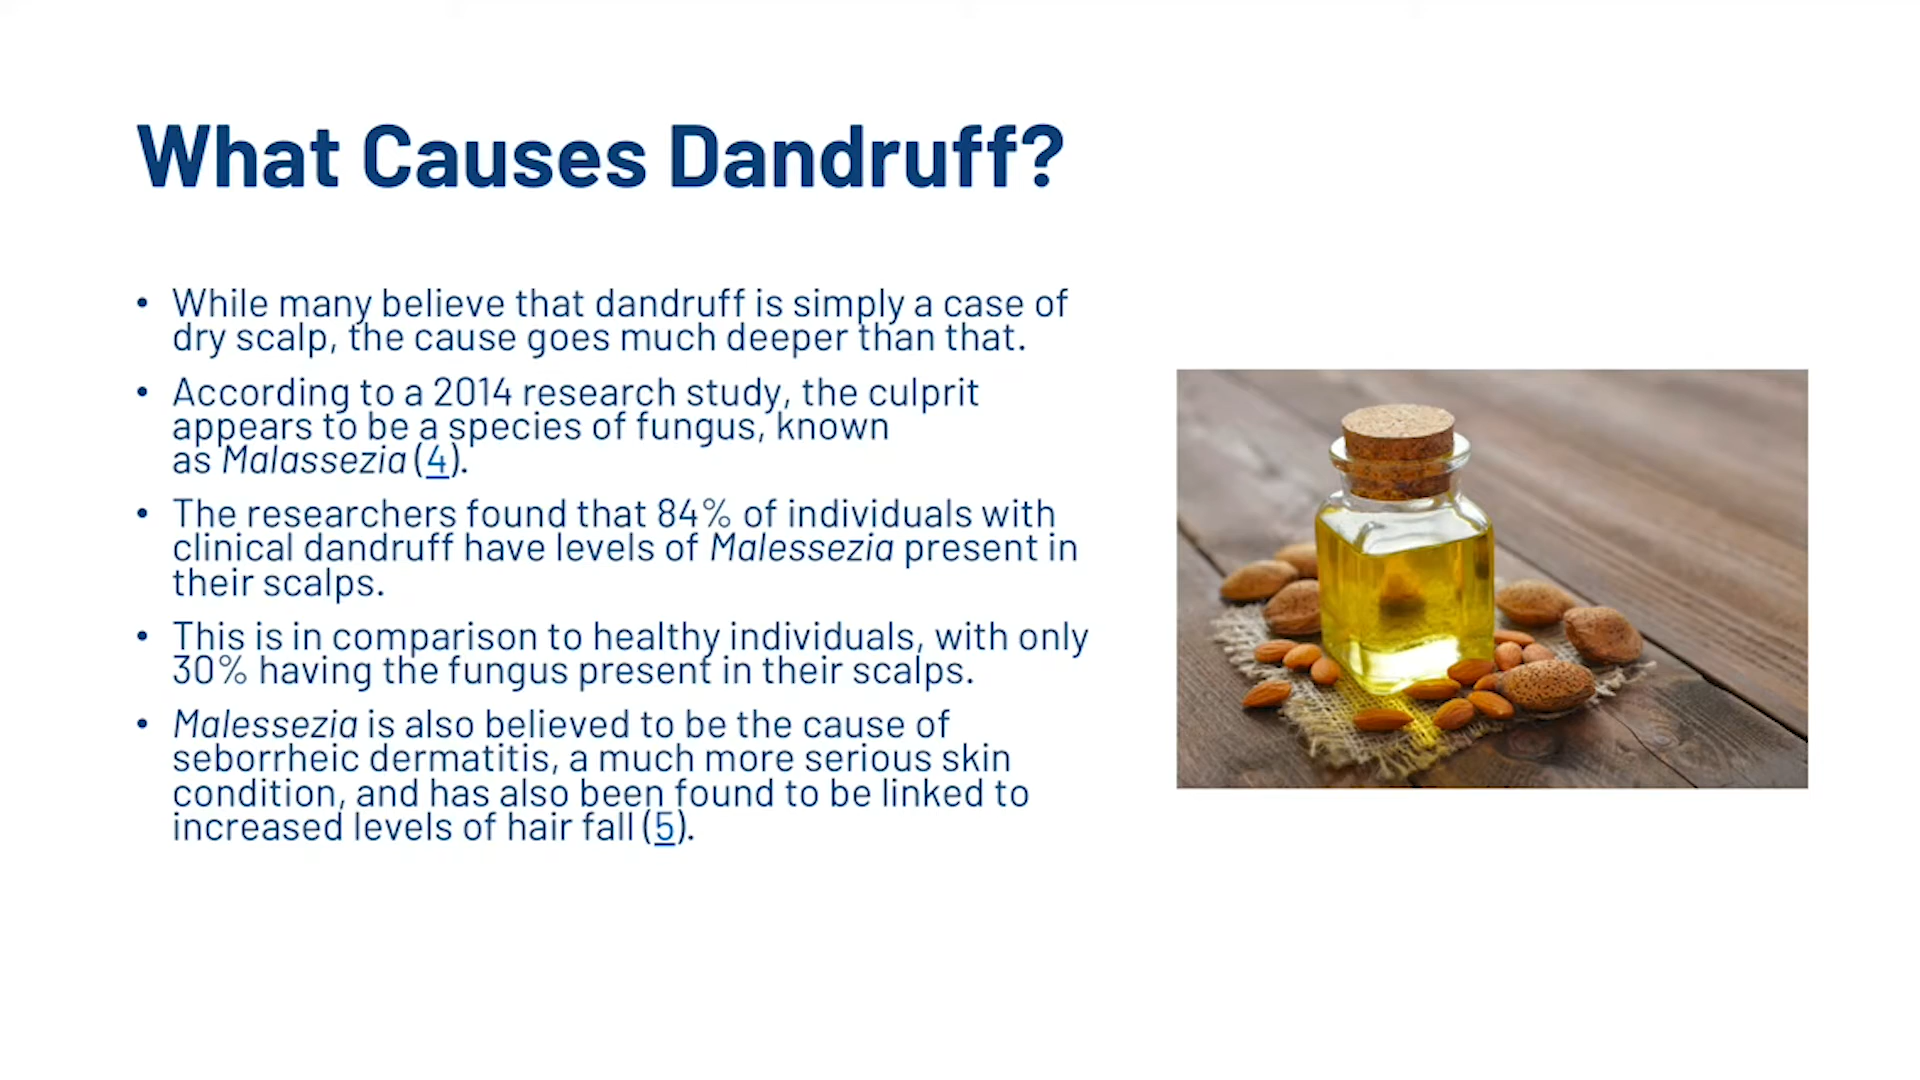 What Causes Dandruff?
• While many believe that dandruff is simply a case of
dry scalp, the cause goes much deeper than that.
• According to a 2014 research study, the culprit
appears to be a species of fungus, known
as Malassezia (4).
• The researchers found that 84% of individuals with
clinical dandruff have levels of Malessezia present in
their scalps.
• This is in comparison to healthy individuals, with only
30% having the fungus present in their scalps.
• Malessezia is also believed to be the cause of
seborrheic dermatitis, a much more serious skin
condition, and has also been found to be linked to
increased levels of hair fall (5).